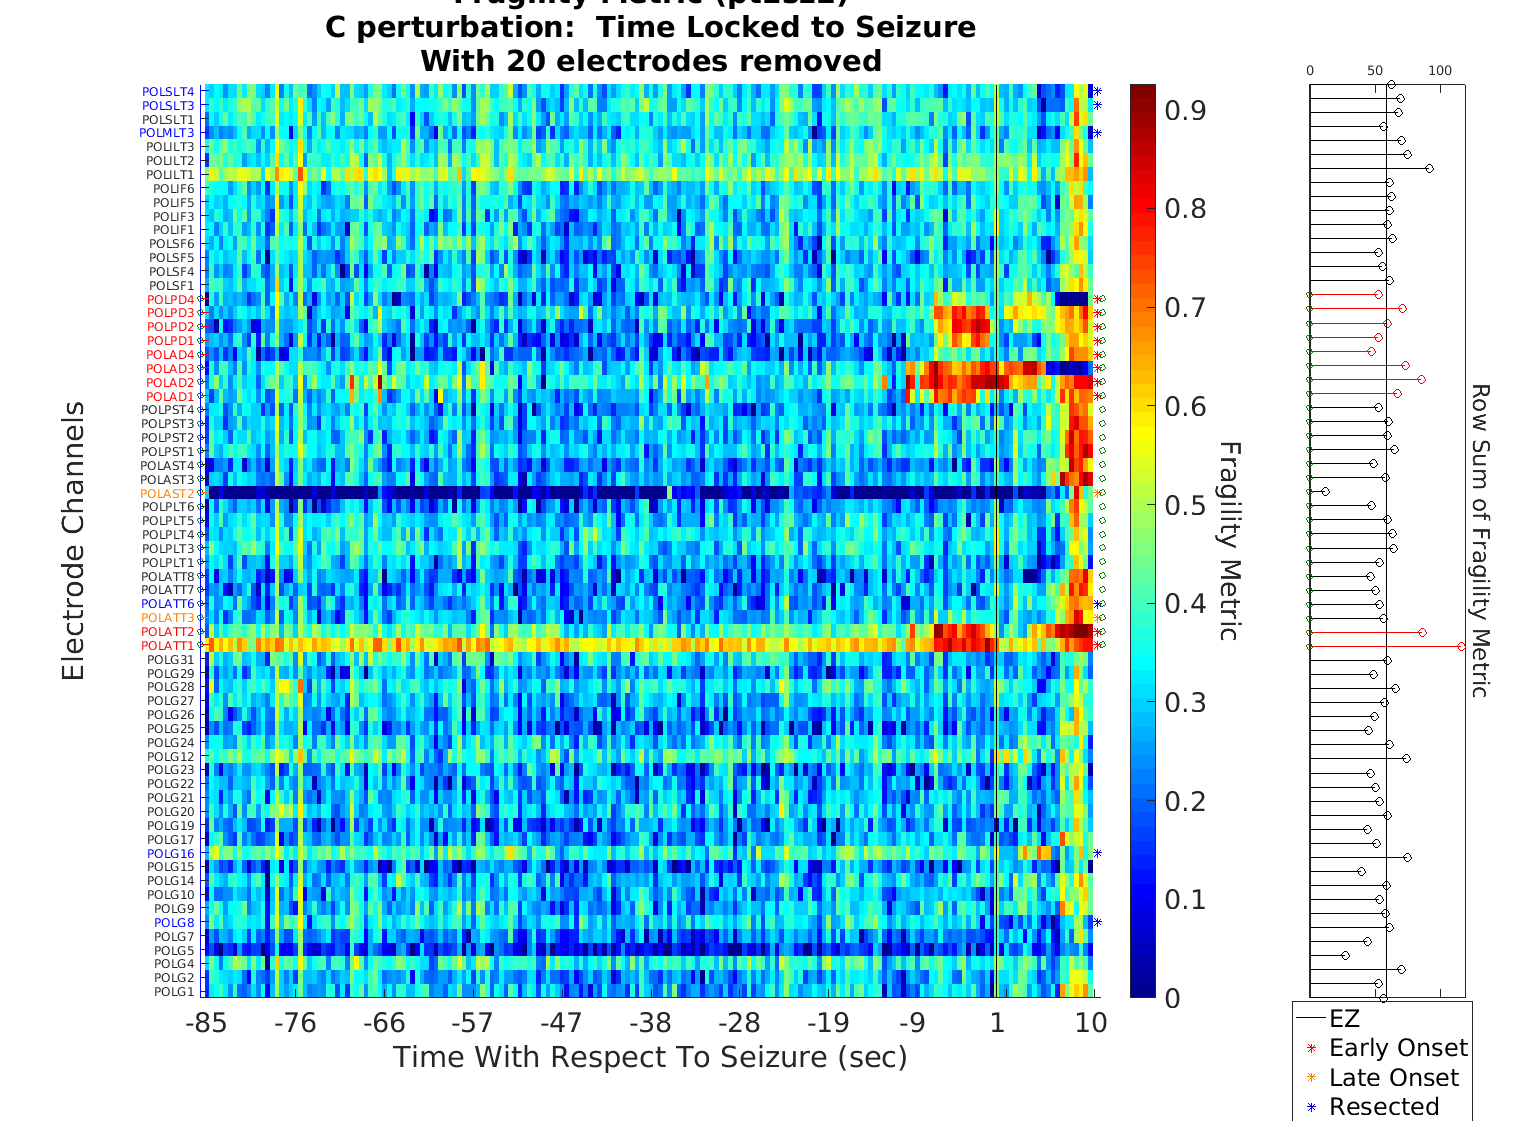 C perturbation: Time Locked to Seizure
With 20 electrodes removed
0 50 100
POLSLT4
POLSLT3
POLSLT1
POLMLT3
POLILT3
POLILT2
POLILT1
POLIF6
POLIF5
POLIF3
POLIF1
POLSF6
POLSF5
POLSF4
POLSF1
POLPD4
POLPD3
POLPD2
POLPD1
POLAD4
POLAD3
POLAD2
POLAD1
POLPST4
POLPST3
POLPST2
POLPST1
POLAST4
POLAST3
POLAST2
POLPLT6
POLPLT5
POLPLT4
POLPLT3
POLPLT1
POLATT8
POLATT7
POLATT6
POLATT3
POLATT2
POLATT1
POLG31
POLG29
POLG28
POLG27
POLG26
POLG25
POLG24
POLG12
POLG23
POLG22
POLG21
POLG20
POLG19
POLG17
POLG16
POLG15
POLG14
POLG10
POLG9
POLG8
POLG7
POLG5
POLG4
POLG2
POLG1
Electrode Channels
-85 -76 -66 -57 -47 -38 -28 -19 -9 1 10
Time With Respect To Seizure (sec)
0.9
0.8
0.7
0.6
0.5
0.4
0.3
0.2
0.1
0
Fragility Metric
Row Sum of Fragility Metric
EZ
Early Onset
Late Onset
Resected